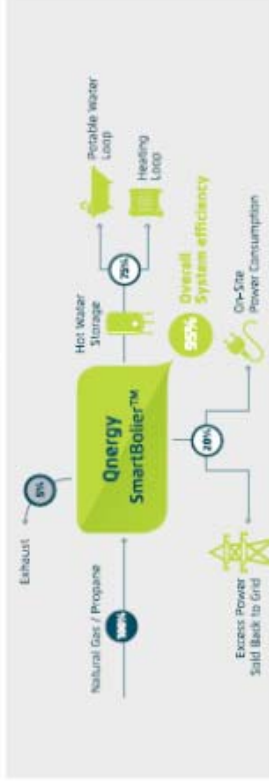 Exhaust
5%
Natural Gas / Propane
100%
Qnergy
SmartBolier™
Hot Water
Storage
75%
Potable Water
Loop
Heating
Loop
95%
Overall
System efficiency
20%
Excess Power
Sold Back to Grid
On-Site
Power Consumption